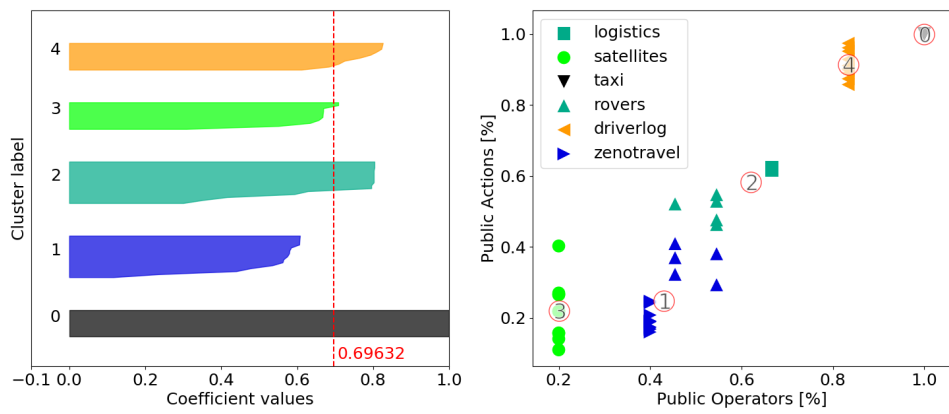 4
3
2
1
0
Cluster label
0.69632
−0.1 0.0 0.2 0.4 0.6 0.8 1.0
Coefficient values
logistics
satellites
taxi
rovers
driverlog
zenotravel
1.0
0.8
0.6
0.4
0.2
Public Actions [%]
0
4
2
1
3
0.2 0.4 0.6 0.8 1.0
Public Operators [%]